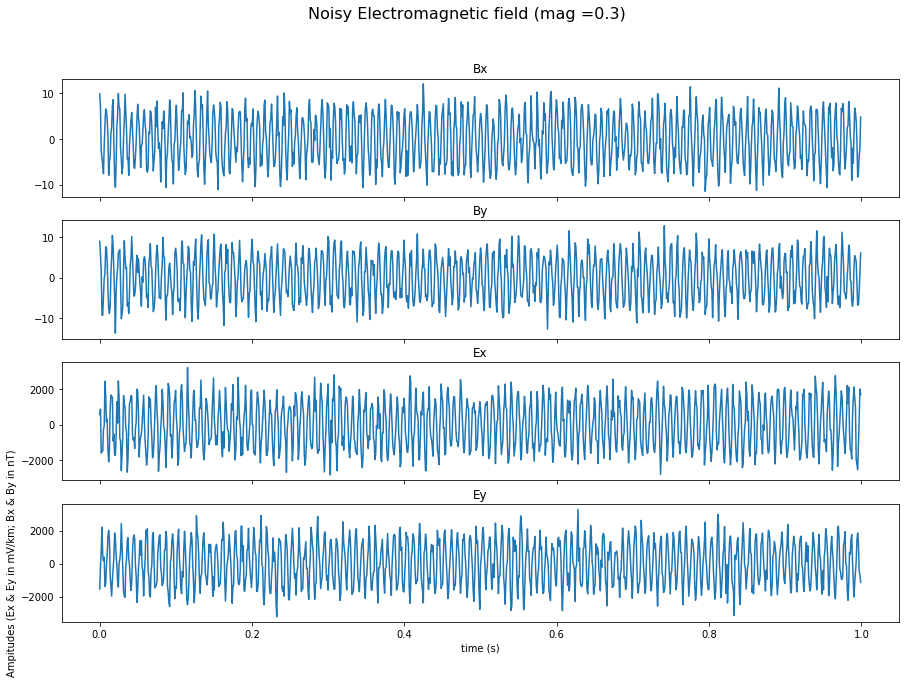 Noisy Electromagnetic field (mag =0.3)
Bx
10
0
−10
By
10
0
−10
Ex
2000
0
−2000
Ey
2000
0
−2000
0.0 0.2 0.4 0.6 0.8 1.0
time (s)
Ampitudes (Ex & Ey in mV/km; Bx & By in nT)